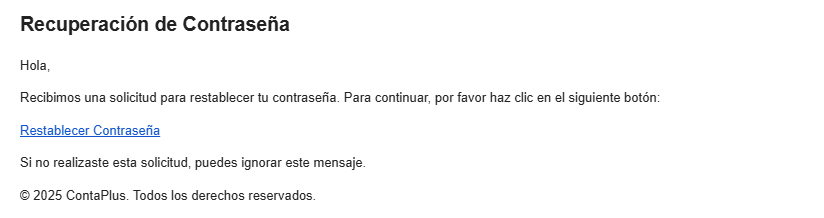 Recuperación de Contraseña
Hola,
Recibimos una solicitud para restablecer tu contraseña. Para continuar, por favor haz clic en el siguiente botón:
Restablecer Contraseña
Si no realizaste esta solicitud, puedes ignorar este mensaje.
© 2025 ContaPlus. Todos los derechos reservados.